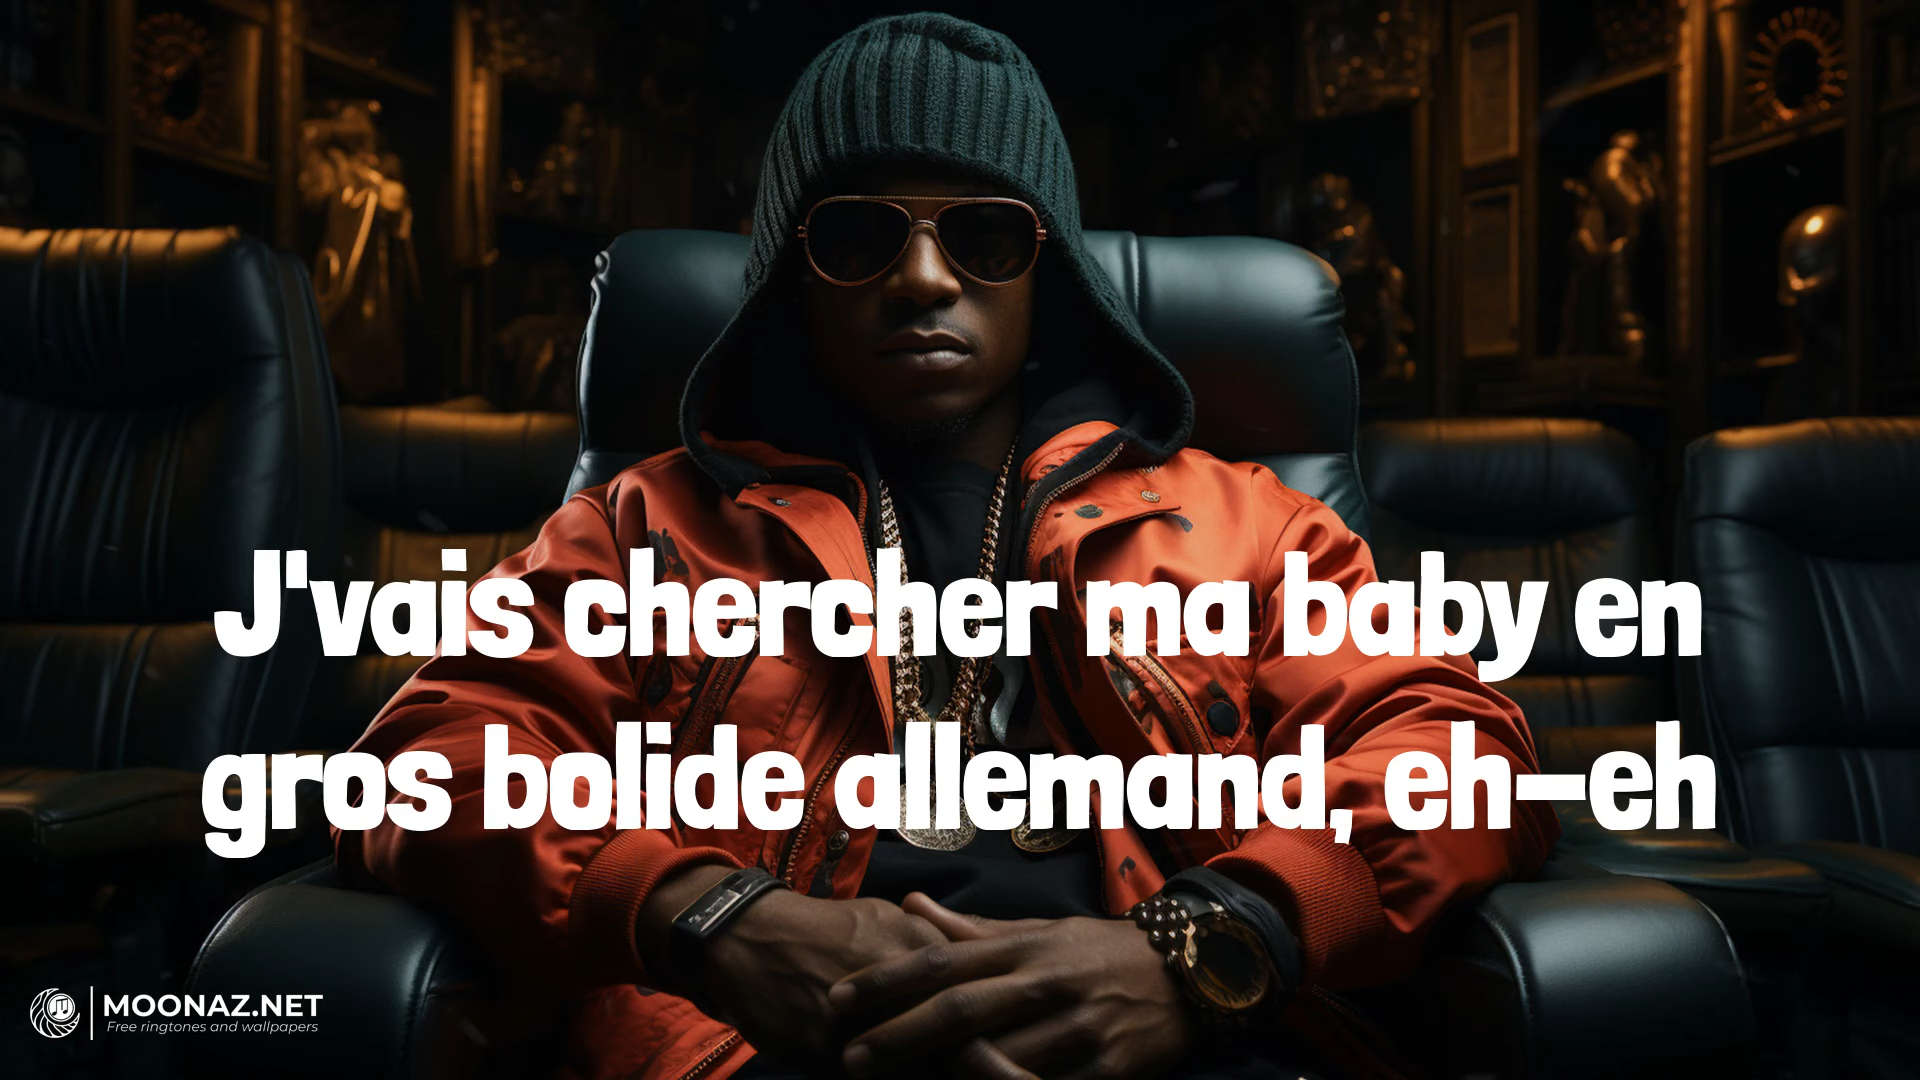 J'vais chercher ma baby en
gros bolide allemand, eh-eh
MOONAZ.NET
Free ringtones and wallpapers